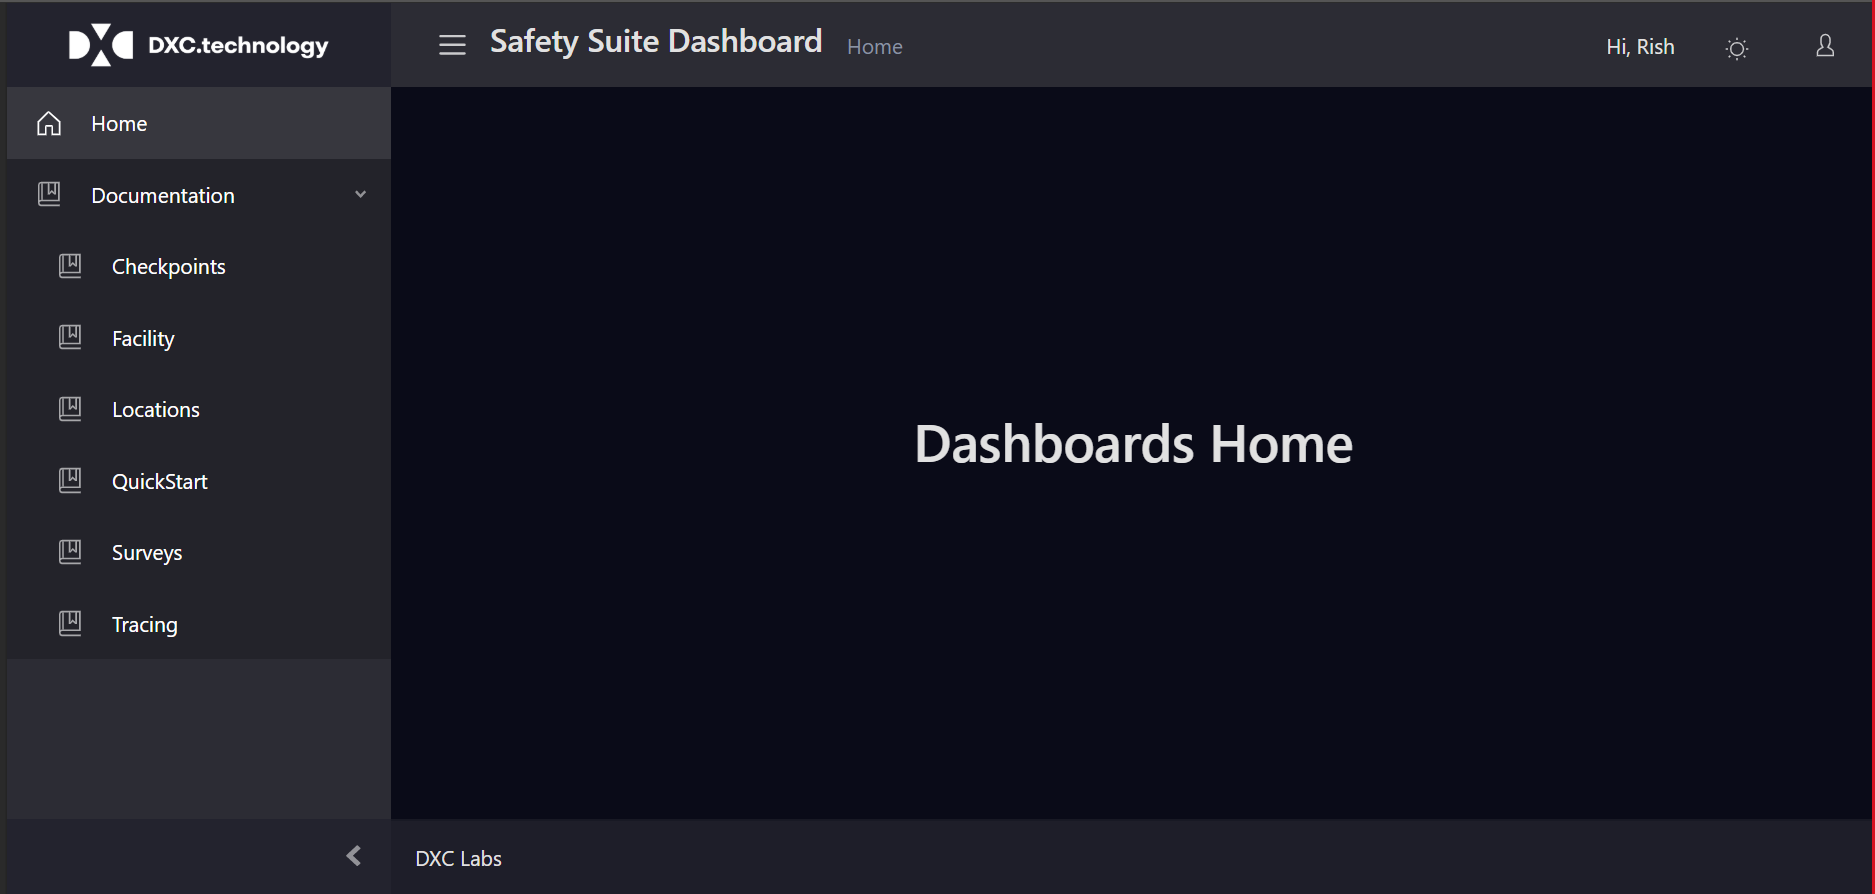 DXC.technology
Safety Suite Dashboard
Home
Hi, Rish
Home
Documentation
Checkpoints
Facility
Locations
QuickStart
Surveys
Tracing
Dashboards Home
DXC Labs